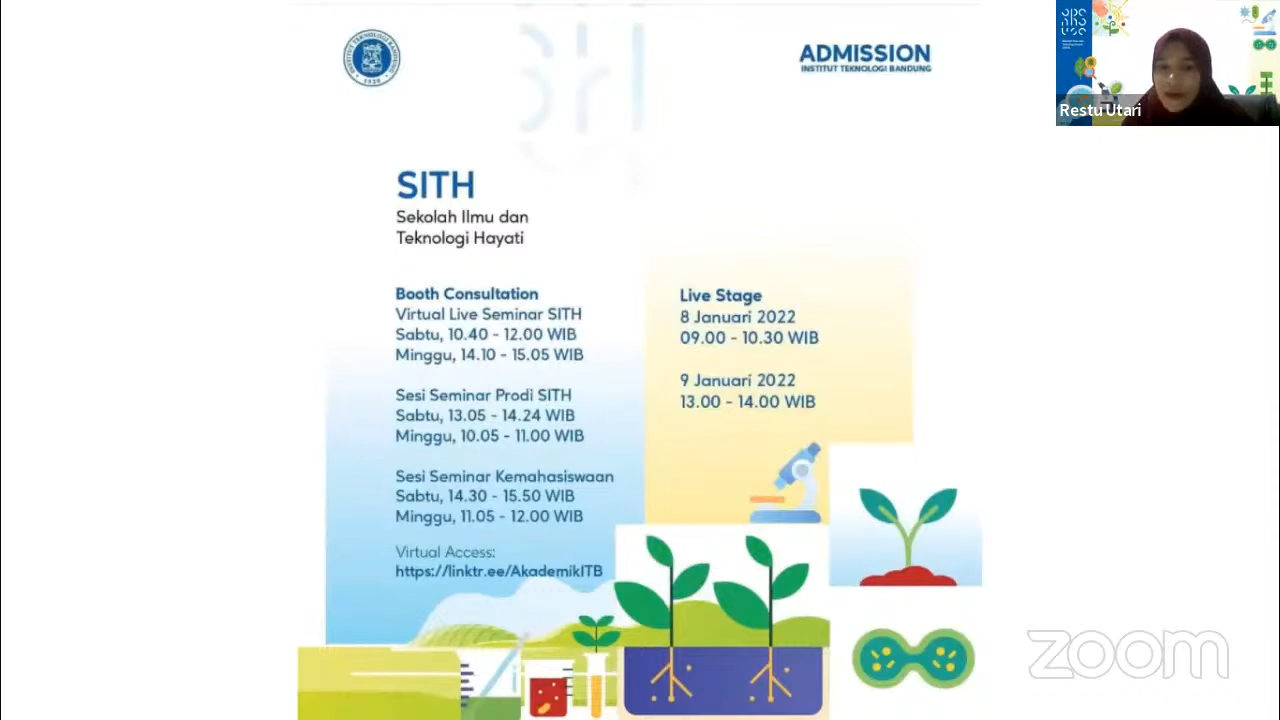 ADMISSION
INSTITUT TEKNOLOGI BANDUNG
SITH
Sekolah Ilmu dan
Teknologi Hayati
Booth Consultation
Virtual Live Seminar SITH
Sabtu, 10.40 - 12.00 WIB
Minggu, 14.10 - 15.05 WIB
Sesi Seminar Prodi SITH
Sabtu, 13.05 - 14.24 WIB
Minggu, 10.05 - 11.00 WIB
Sesi Seminar Kemahasiswaan
Sabtu, 14.30 - 15.50 WIB
Minggu, 11.05 - 12.00 WIB
Virtual Access:
https://linktr.ee/AkademikITB
Live Stage
8 Januari 2022
09.00 - 10.30 WIB
9 Januari 2022
13.00 - 14.00 WIB
Restu Utari
zoom